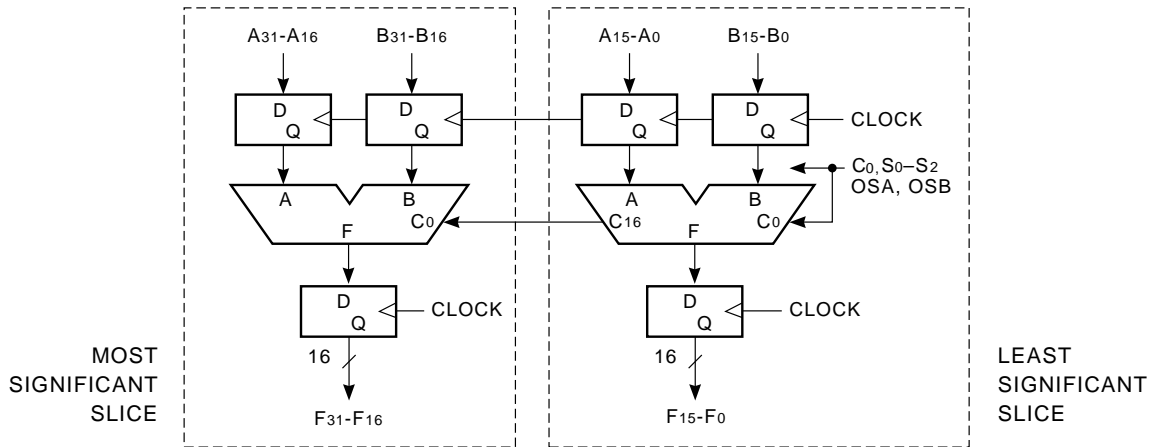 A31-A16 B31-B16 A15-A0 B15-B0
D D D D
Q Q Q Q
CLOCK
C0,S0–S2
OSA, OSB
A B A B
C0 C16 C0
F F
D D
Q CLOCK Q CLOCK
16 16
MOST
SIGNIFICANT
SLICE
F31-F16 F15-F0
LEAST
SIGNIFICANT
SLICE